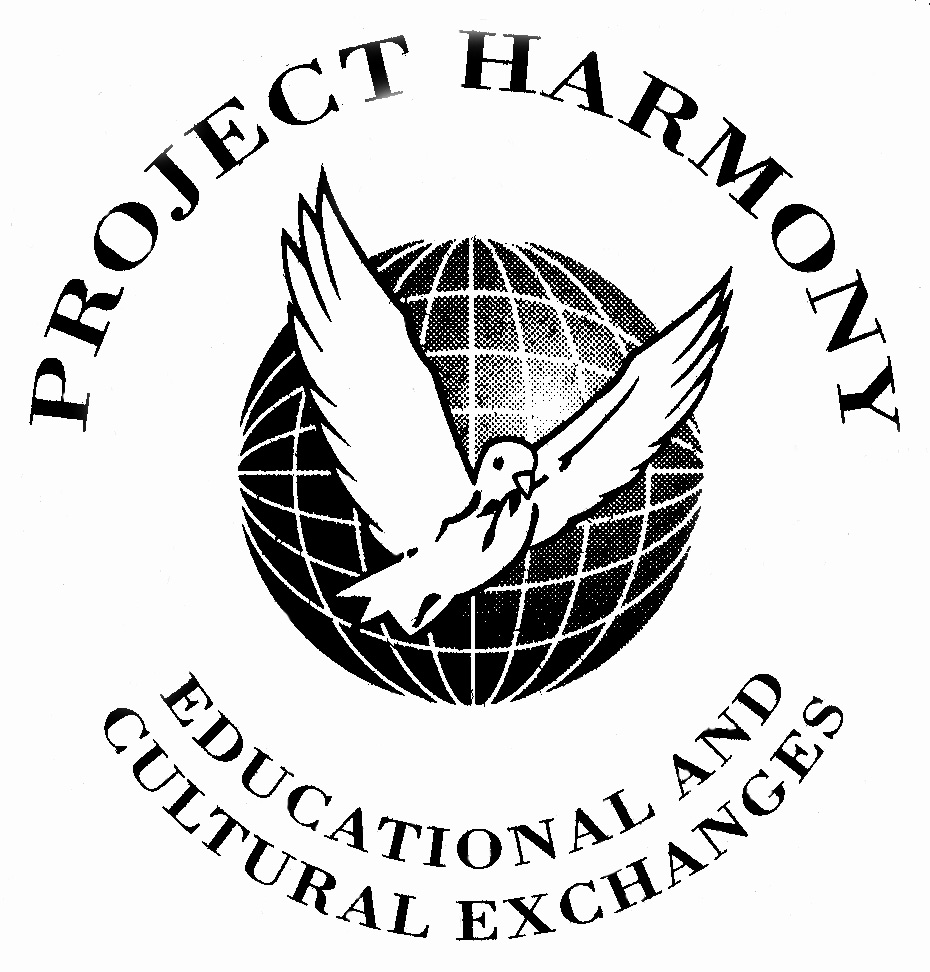 PROJECT HARMONY
EDUCATIONAL AND
CULTURAL EXCHANGES